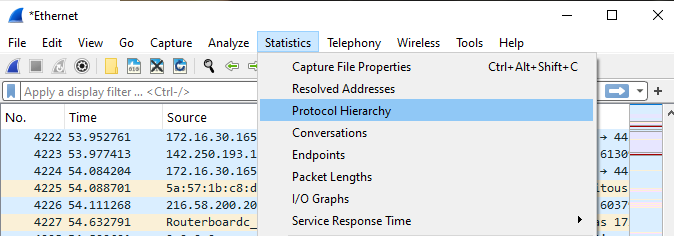 *Ethernet
File Edit View Go Capture Analyze Statistics Telephony Wireless Tools Help
Capture File Properties Ctrl+Alt+Shift+C
Apply a display filter ... <Ctrl-/>
Resolved Addresses
Protocol Hierarchy
No. Time Source
Conversations
4222 53.952761 172.16.30.165 → 44
4223 53.977413 142.250.193.1 6130
Endpoints
4224 54.084204 172.16.30.165 → 44
Packet Lengths
4225 54.088701 5a:57:1b:c8:d itous
I/O Graphs
4226 54.111268 216.58.200.20 6037
Service Response Time
4227 54.632791 Routerboardc_ as 17